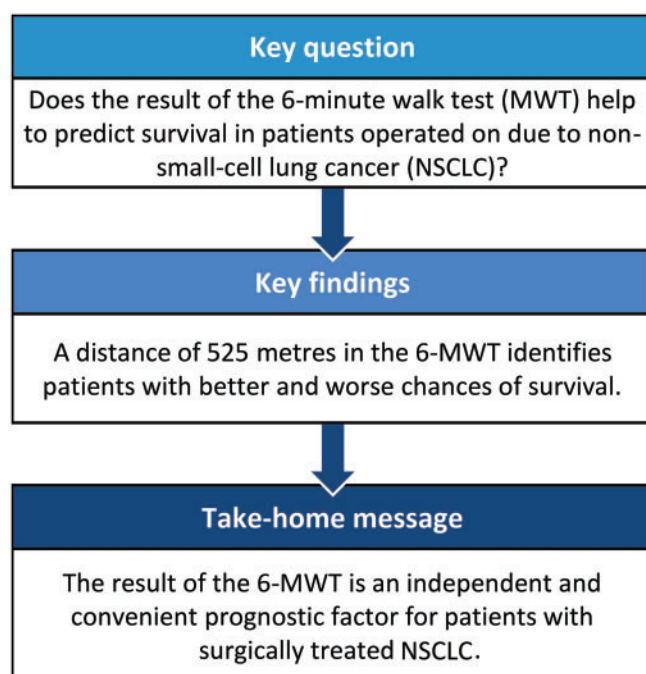 Key question
Does the result of the 6-minute walk test (MWT) help
to predict survival in patients operated on due to non-
small-cell lung cancer (NSCLC)?
Key findings
A distance of 525 metres in the 6-MWT identifies
patients with better and worse chances of survival.
Take-home message
The result of the 6-MWT is an independent and
convenient prognostic factor for patients with
surgically treated NSCLC.